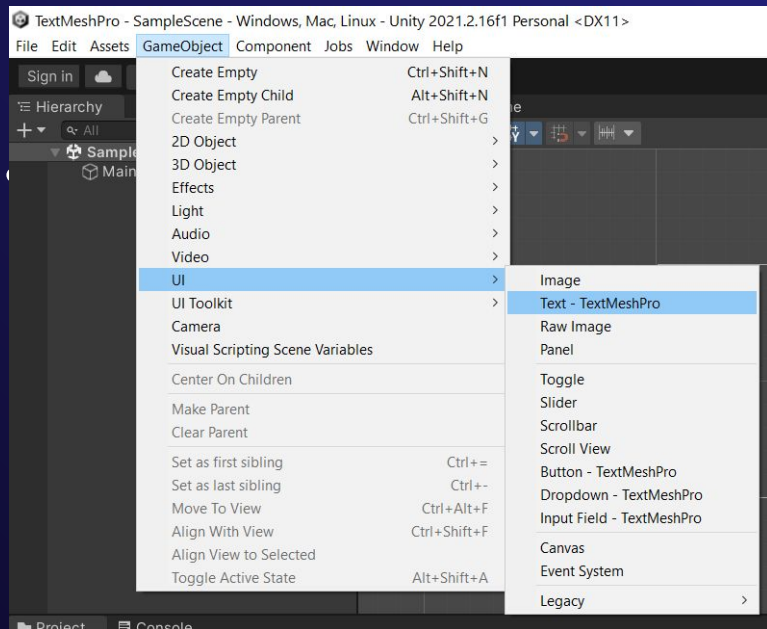 TextMeshPro - SampleScene - Windows, Mac, Linux - Unity 2021.2.16f1 Personal <DX11>
File Edit Assets GameObject Component Jobs Window Help
Sign in
Hierarchy
All
Sample
Main
Create Empty Ctrl+Shift+N
Create Empty Child Alt+Shift+N
Create Empty Parent Ctrl+Shift+G
2D Object
3D Object
Effects
Light
Audio
Video
UI
UI Toolkit
Camera
Visual Scripting Scene Variables
Center On Children
Make Parent
Clear Parent
Set as first sibling Ctrl+=
Set as last sibling Ctrl+-
Move To View Ctrl+Alt+F
Align With View Ctrl+Shift+F
Align View to Selected
Toggle Active State Alt+Shift+A
Image
Text - TextMeshPro
Raw Image
Panel
Toggle
Slider
Scrollbar
Scroll View
Button - TextMeshPro
Dropdown - TextMeshPro
Input Field - TextMeshPro
Canvas
Event System
Legacy
Project Console